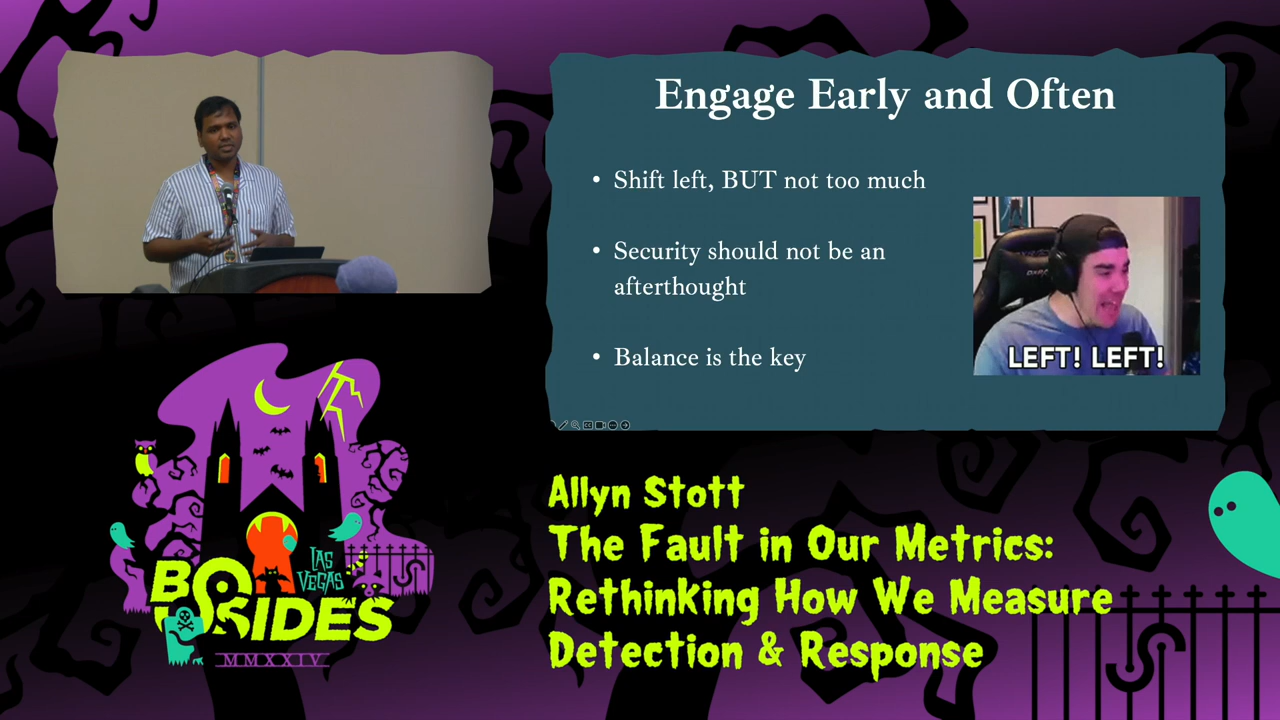 Engage Early and Often
• Shift left, BUT not too much
• Security should not be an
afterthought
• Balance is the key
LEFT! LEFT!
Allyn Stott
The Fault in Our Metrics:
Rethinking How We Measure
Detection & Response
LAS
VEGAS
BSIDES
MMXXIV